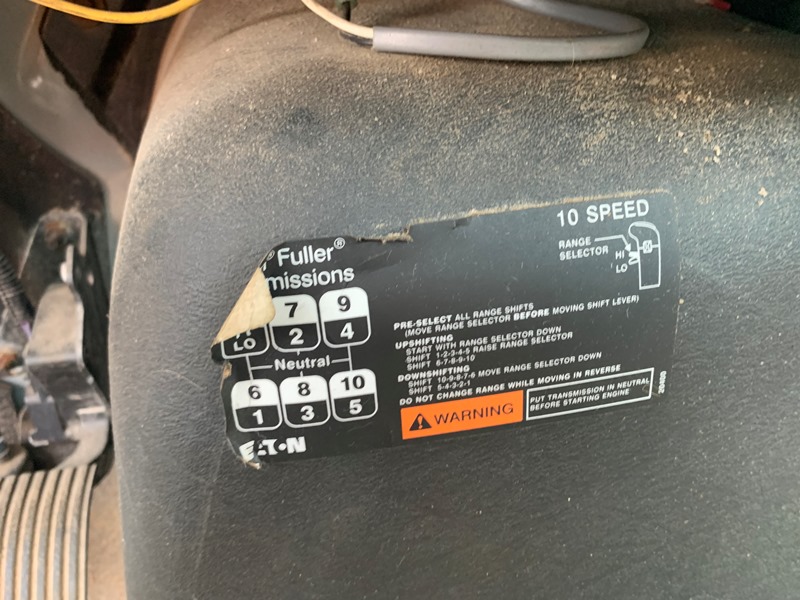 10 SPEED
Fuller®
missions
RANGE
SELECTOR
HI
LO
7 9
LO 2 4
Neutral
6 8 10
1 3 5
EATON
PRE-SELECT ALL RANGE SHIFTS
(MOVE RANGE SELECTOR BEFORE MOVING SHIFT LEVER)
UPSHIFTING
START WITH RANGE SELECTOR DOWN
SHIFT 1-2-3-4-5 RAISE RANGE SELECTOR
SHIFT 6-7-8-9-10
DOWNSHIFTING
SHIFT 10-9-8-7-6 MOVE RANGE SELECTOR DOWN
SHIFT 5-4-3-2-1
DO NOT CHANGE RANGE WHILE MOVING IN REVERSE
WARNING
PUT TRANSMISSION IN NEUTRAL
BEFORE STARTING ENGINE